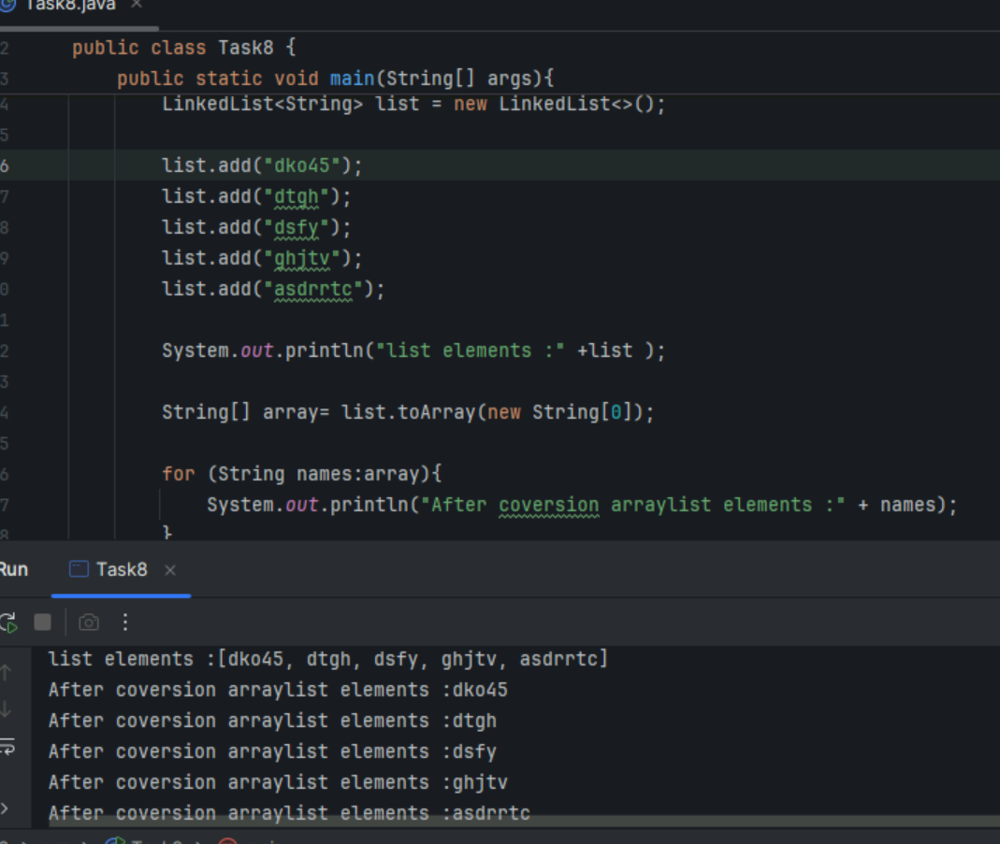 Task8.java ×
2 public class Task8 {
3 public static void main(String[] args){
4 LinkedList<String> list = new LinkedList<>();
5
6 list.add("dko45");
7 list.add("dtgh");
8 list.add("dsfy");
9 list.add("ghjtv");
0 list.add("asdrrtc");
1
2 System.out.println("list elements :" +list );
3
4 String[] array= list.toArray(new String[0]);
5
6 for (String names:array){
7 System.out.println("After coversion arraylist elements :" + names);
8 }
Run Task8 ×
list elements :[dko45, dtgh, dsfy, ghjtv, asdrrtc]
After coversion arraylist elements :dko45
After coversion arraylist elements :dtgh
After coversion arraylist elements :dsfy
After coversion arraylist elements :ghjtv
After coversion arraylist elements :asdrrtc